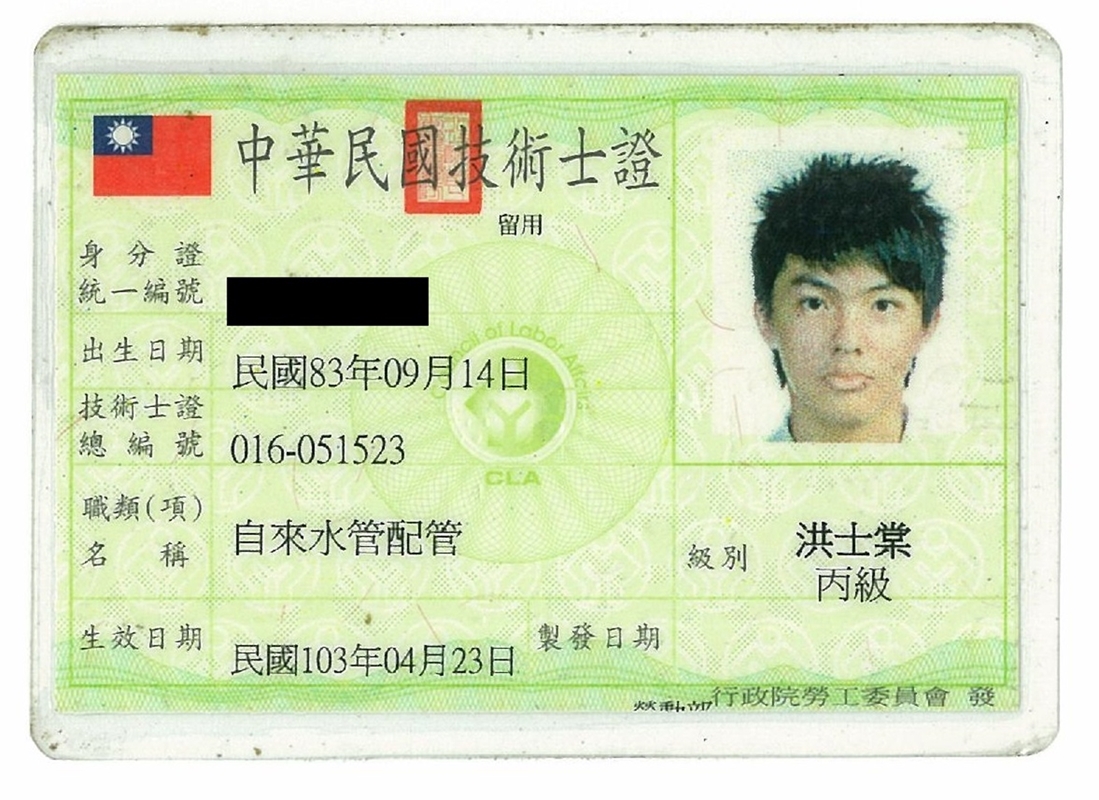 中華民國技術士證
留用
身分證
統一編號
出生日期
民國83年09月14日
技術士證
總編號
016-051523
職類(項)
名稱
自來水管配管
級別
洪士棠
丙級
生效日期
民國103年04月23日
製發日期
勞動部
行政院勞工委員會 發
Council of Labor Affairs
CLA